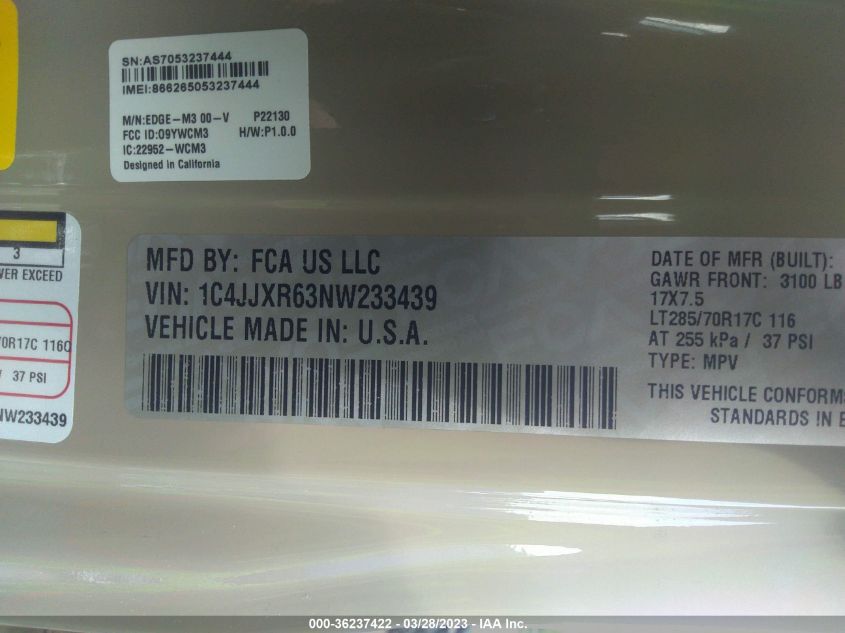 SN:AS7053237444
IMEI:866265053237444
M/N:EDGE-M3 00-V P22130
FCC ID:O9YWCM3 H/W:P1.0.0
IC:22952-WCM3
Designed in California
3
WER EXCEED
70R17C 116Q
/ 37 PSI
NW233439
MFD BY: FCA US LLC
VIN: 1C4JJXR63NW233439
VEHICLE MADE IN: U.S.A.
DATE OF MFR (BUILT):
GAWR FRONT: 3100 LB
17X7.5
LT285/70R17C 116
AT 255 kPa / 37 PSI
TYPE: MPV
THIS VEHICLE CONFORMS
STANDARDS IN E
000-36237422 - 03/28/2023 - IAA Inc.